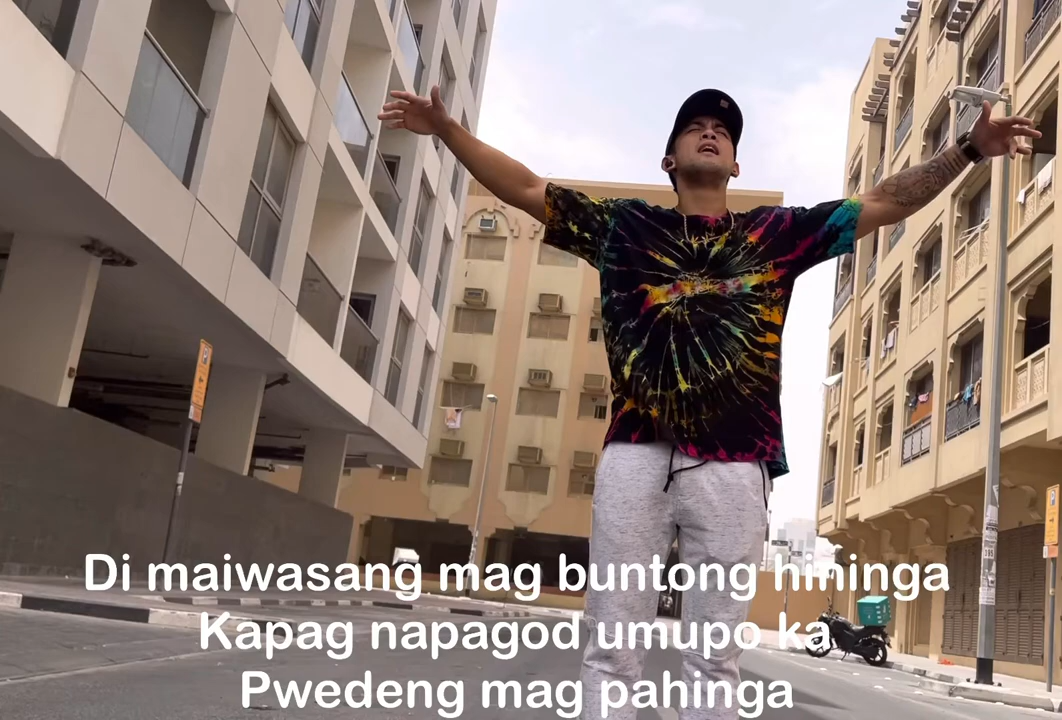 Di maiwasang mag buntong hininga
Kapag napagod umupo ka
Pwedeng mag pahinga